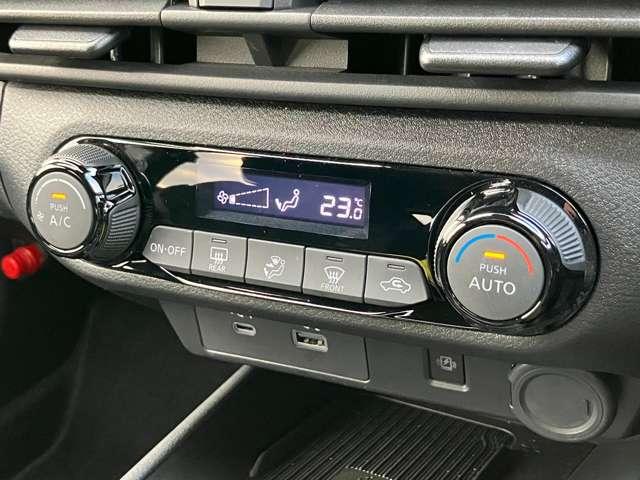 PUSH
A/C
23.0 °C
ON·OFF
REAR
FRONT
PUSH
AUTO